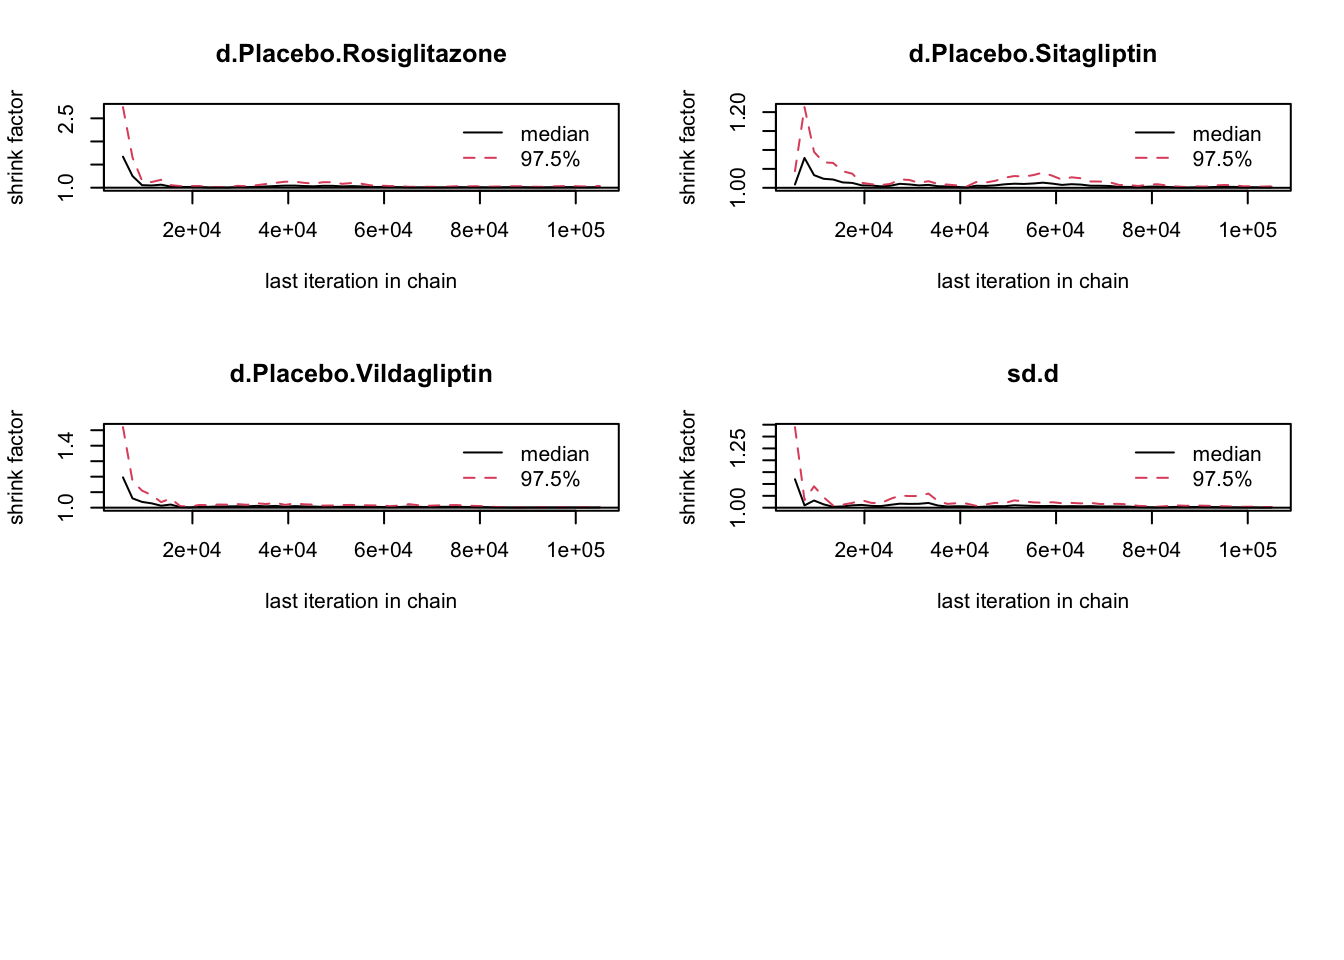 d.Placebo.Rosiglitazone
shrink factor
2.5
1.0
median
97.5%
2e+04 4e+04 6e+04 8e+04 1e+05
last iteration in chain
d.Placebo.Sitagliptin
shrink factor
1.20
1.00
median
97.5%
2e+04 4e+04 6e+04 8e+04 1e+05
last iteration in chain
d.Placebo.Vildagliptin
shrink factor
1.4
1.0
median
97.5%
2e+04 4e+04 6e+04 8e+04 1e+05
last iteration in chain
sd.d
shrink factor
1.25
1.00
median
97.5%
2e+04 4e+04 6e+04 8e+04 1e+05
last iteration in chain